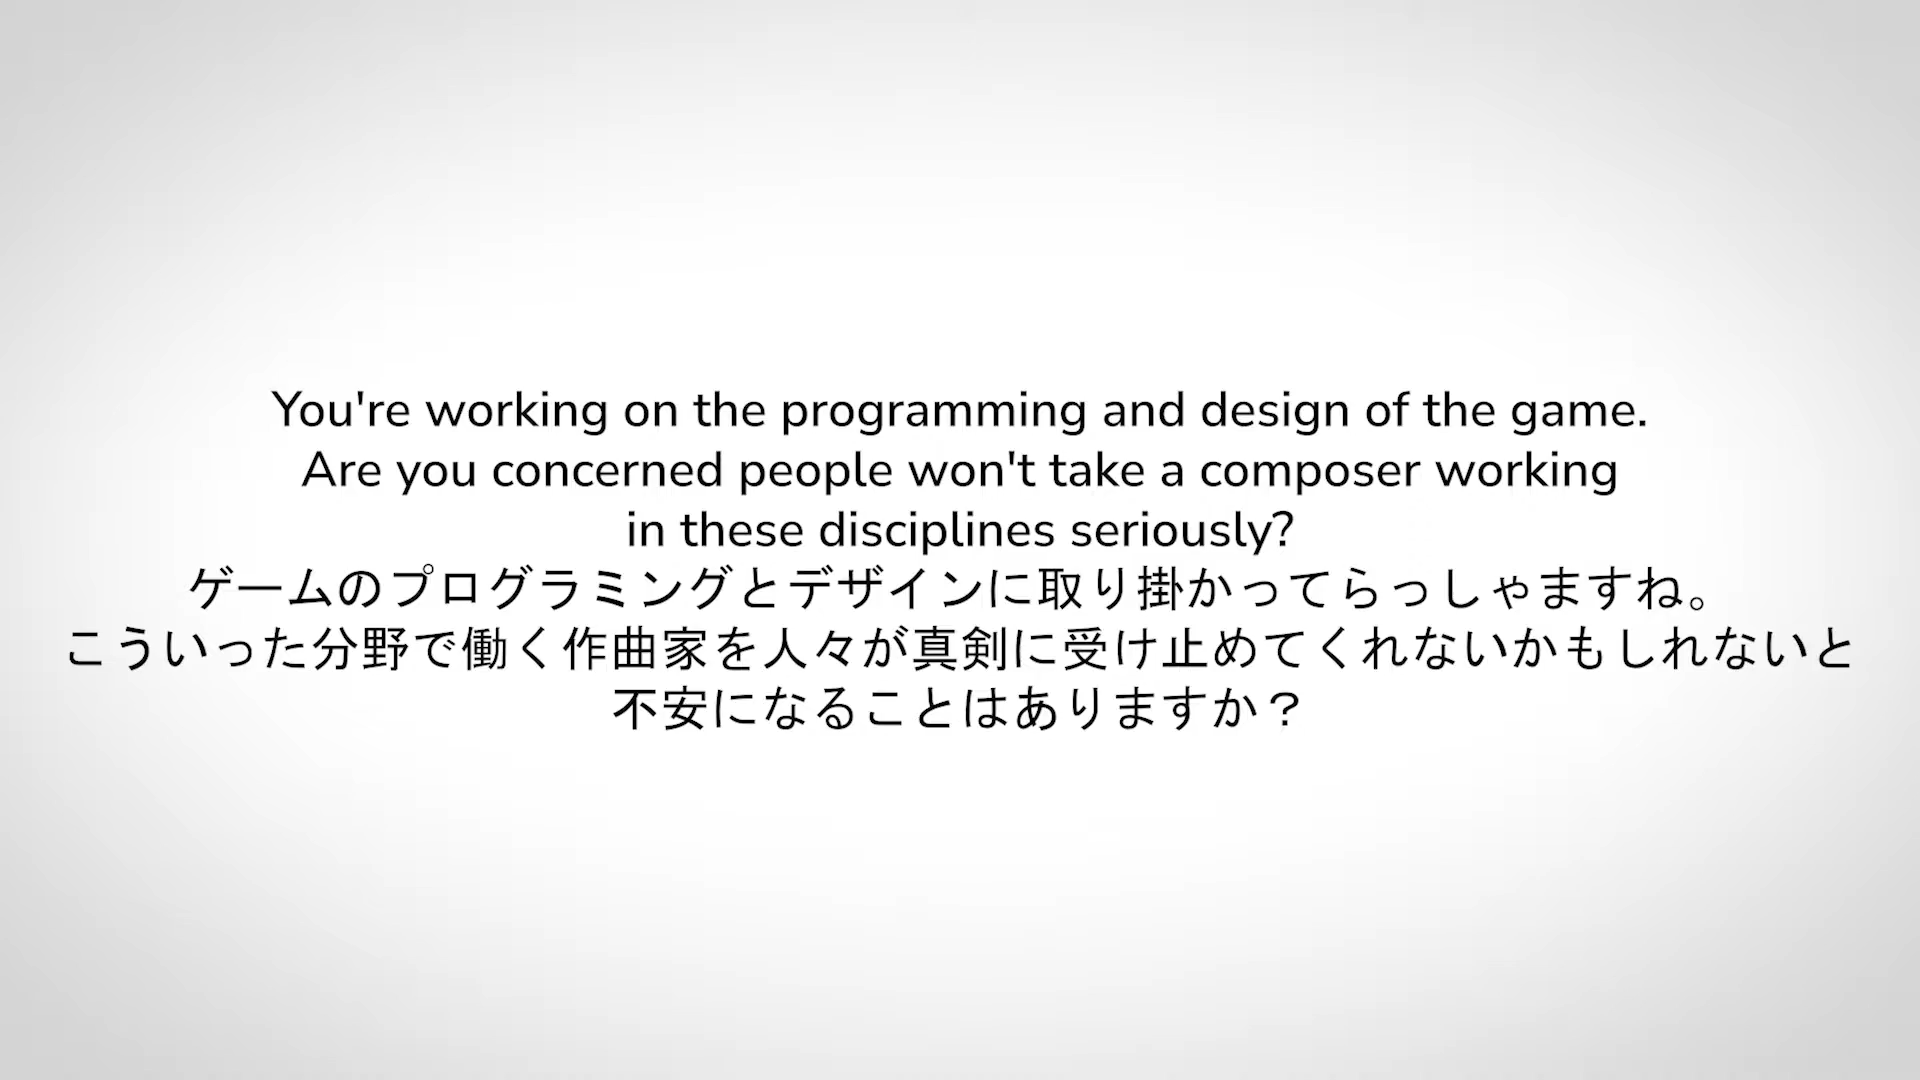 You're working on the programming and design of the game.
Are you concerned people won't take a composer working
in these disciplines seriously?
ゲームのプログラミングとデザインに取り掛かってらっしゃますね。
こういった分野で働く作曲家を人々が真剣に受け止めてくれないかもしれないと
不安になることはありますか？